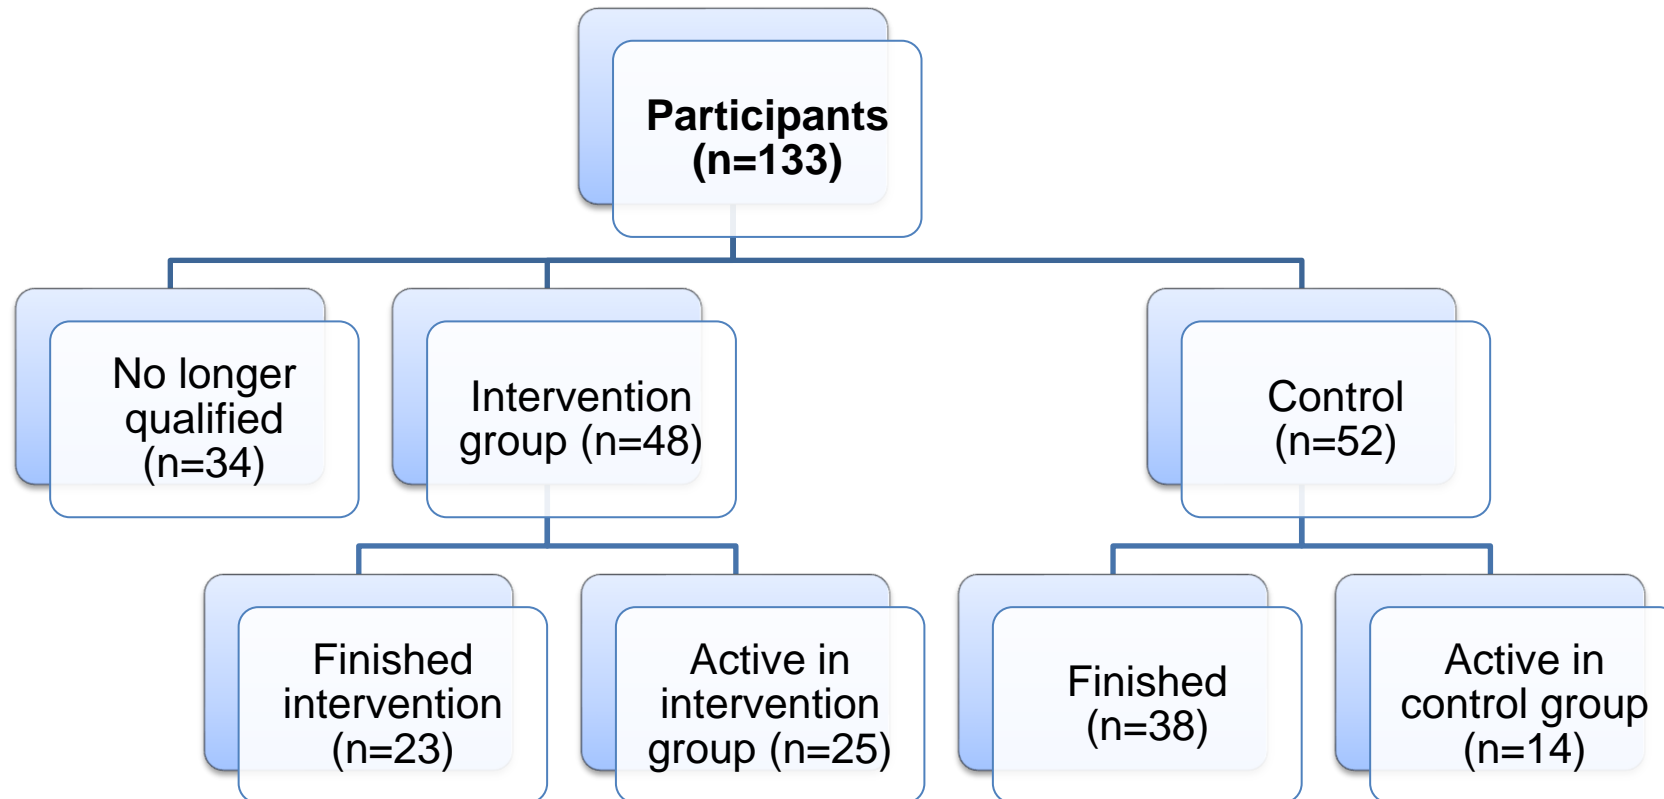 Participants
(n=133)
No longer
qualified
(n=34)
Intervention
group (n=48)
Control
(n=52)
Finished
intervention
(n=23)
Active in
intervention
group (n=25)
Finished
(n=38)
Active in
control group
(n=14)